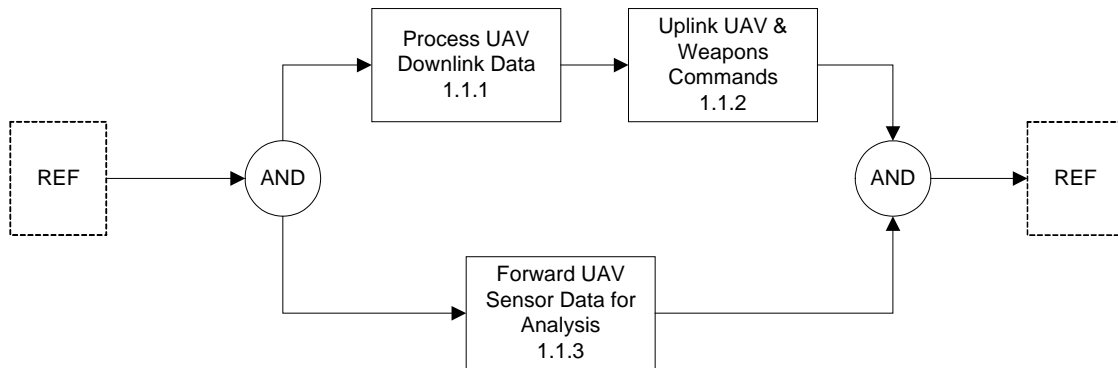 Process UAV
Downlink Data
1.1.1
Uplink UAV &
Weapons
Commands
1.1.2
REF
AND
AND
REF
Forward UAV
Sensor Data for
Analysis
1.1.3